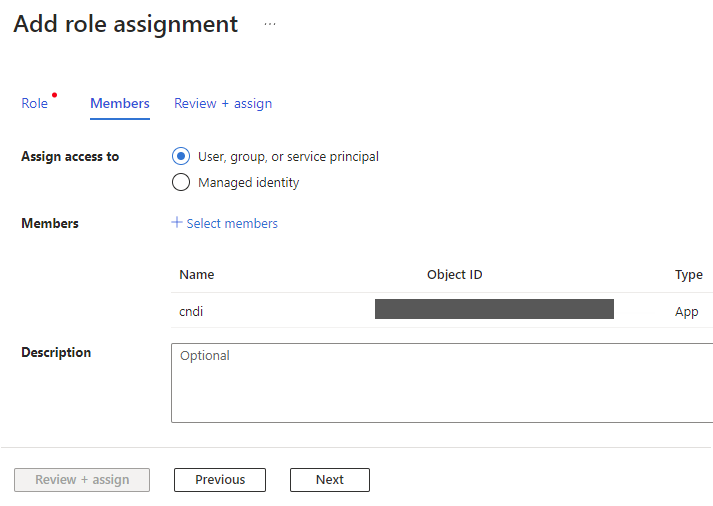 Add role assignment ...
Role Members Review + assign
Assign access to User, group, or service principal
Managed identity
Members + Select members
Name Object ID Type
cndi App
Description Optional
Review + assign Previous Next